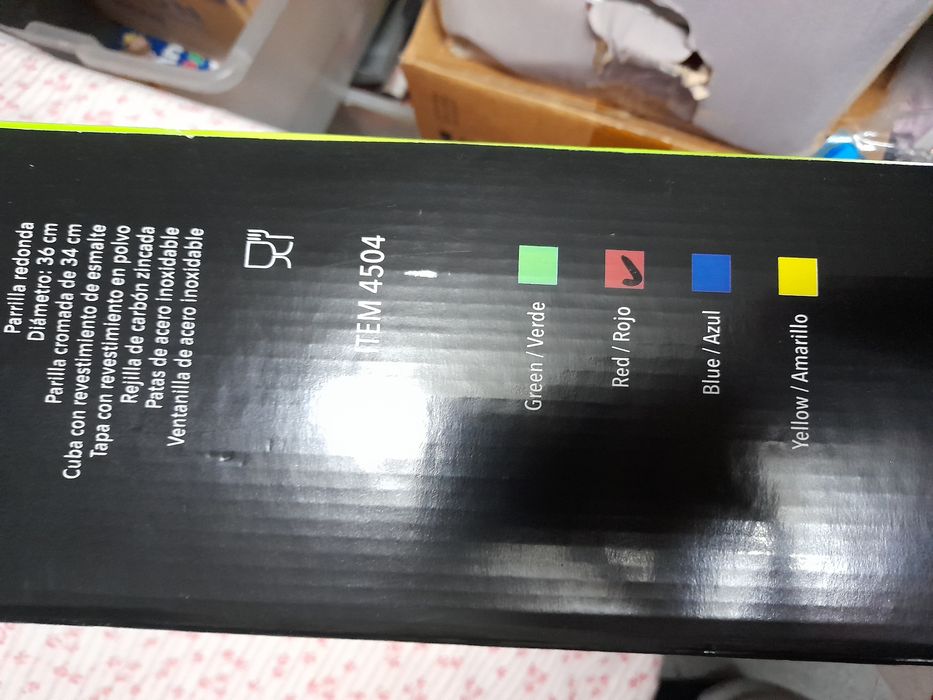 Parrilla redonda
Diámetro: 36 cm
Parilla cromada de 34 cm
Cuba con revestimiento de esmalte
Tapa con revestimiento en polvo
Rejilla de carbón zincada
Patas de acero inoxidable
Ventanilla de acero inoxidable
ITEM 4504
Green / Verde
Red / Rojo
Blue / Azul
Yellow / Amarillo